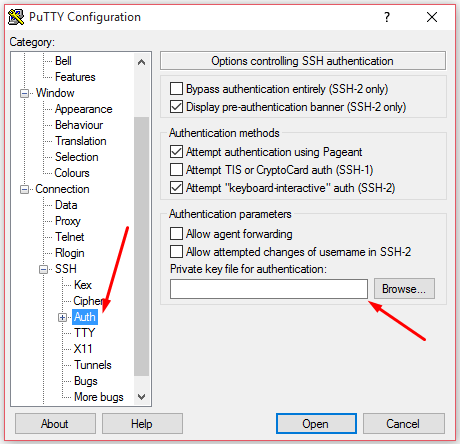 PuTTY Configuration
Category:
Bell
Features
Window
Appearance
Behaviour
Translation
Selection
Colours
Connection
Data
Proxy
Telnet
Rlogin
SSH
Kex
Cipher
Auth
TTY
X11
Tunnels
Bugs
More bugs
Options controlling SSH authentication
Bypass authentication entirely (SSH-2 only)
Display pre-authentication banner (SSH-2 only)
Authentication methods
Attempt authentication using Pageant
Attempt TIS or CryptoCard auth (SSH-1)
Attempt "keyboard-interactive" auth (SSH-2)
Authentication parameters
Allow agent forwarding
Allow attempted changes of username in SSH-2
Private key file for authentication:
Browse...
About
Help
Open
Cancel